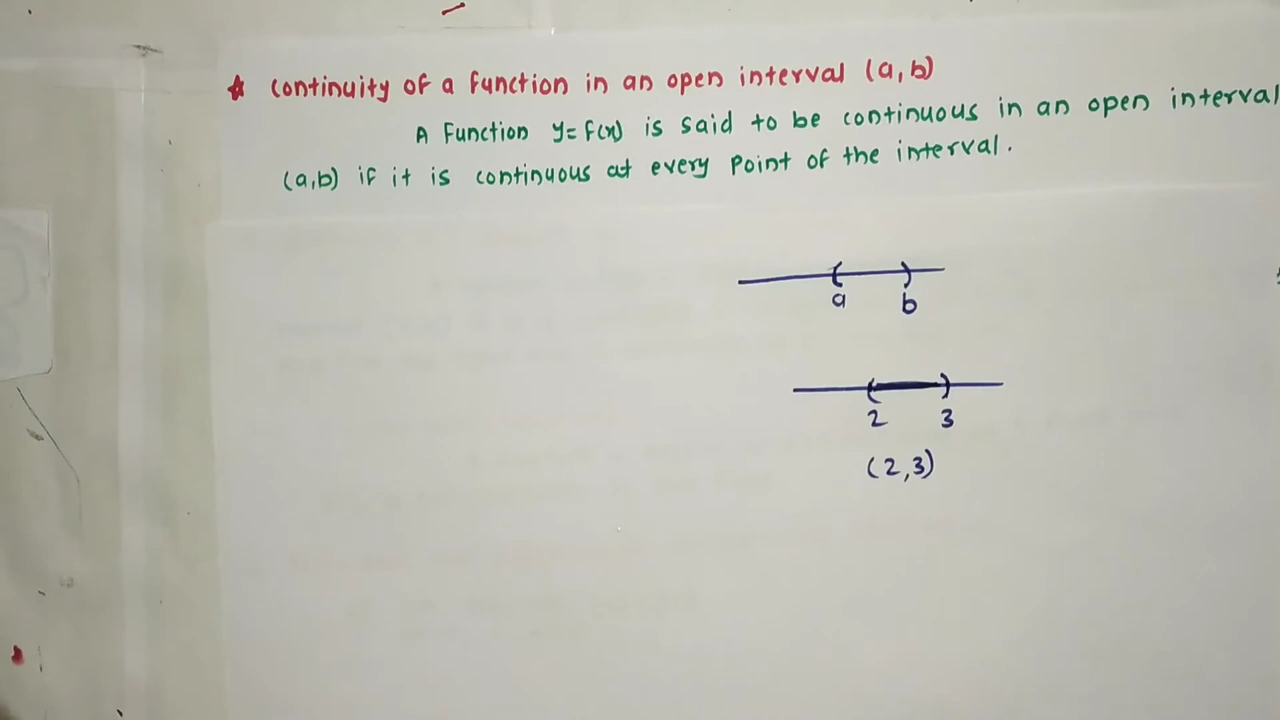 * continuity of a function in an open interval (a,b)
A function y=f(x) is said to be continuous in an open interval
(a,b) if it is continuous at every point of the interval.
a b
2 3
(2,3)